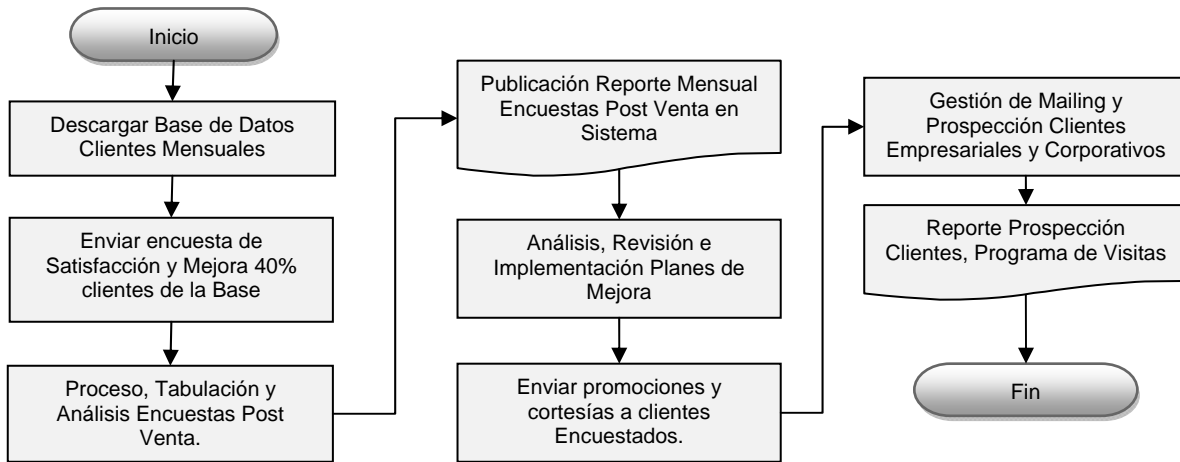 Inicio
Descargar Base de Datos
Clientes Mensuales
Enviar encuesta de
Satisfacción y Mejora 40%
clientes de la Base
Proceso, Tabulación y
Análisis Encuestas Post
Venta.
Publicación Reporte Mensual
Encuestas Post Venta en
Sistema
Análisis, Revisión e
Implementación Planes de
Mejora
Enviar promociones y
cortesías a clientes
Encuestados.
Gestión de Mailing y
Prospección Clientes
Empresariales y Corporativos
Reporte Prospección
Clientes, Programa de Visitas
Fin